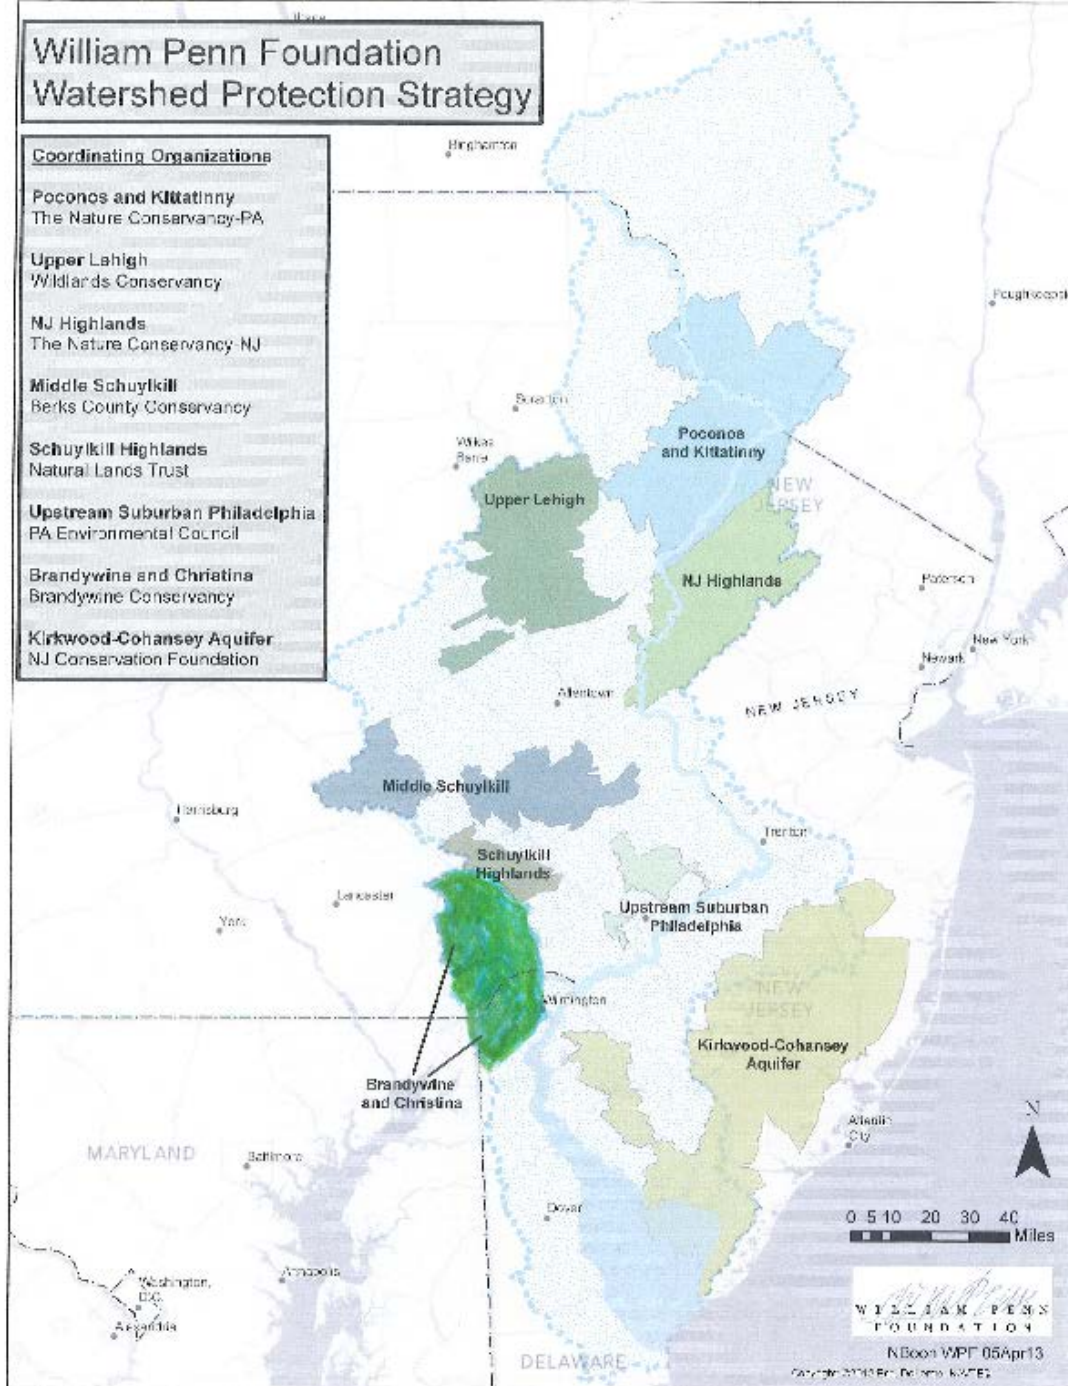 William Penn Foundation
Watershed Protection Strategy
Coordinating Organizations
Poconos and Kittatinny
The Nature Conservancy-PA
Upper Lehigh
Wildlands Conservancy
NJ Highlands
The Nature Conservancy-NJ
Middle Schuylkill
Berks County Conservancy
Schuylkill Highlands
Natural Lands Trust
Upstream Suburban Philadelphia
PA Environmental Council
Brandywine and Christina
Brandywine Conservancy
Kirkwood-Cohansey Aquifer
NJ Conservation Foundation
Binghamton
Poughkeepsie
Scranton
Wilkes
Barre
Poconos
and Kittatinny
Upper Lehigh
NEW
JERSEY
NJ Highlands
Paterson
New York
Newark
Allentown
NEW JERSEY
Middle Schuylkill
Harrisburg
Trenton
Schuylkill
Highlands
Lancaster
Upstream Suburban
Philadelphia
York
NEW
JERSEY
Wilmington
Kirkwood-Cohansey
Aquifer
Brandywine
and Christina
Atlantic
City
N
MARYLAND
Baltimore
Dover
0 5 10 20 30 40
Miles
Annapolis
Washington,
D.C.
Alexandria
WILLIAM PENN
FOUNDATION
NBoon WPF 05Apr13
DELAWARE